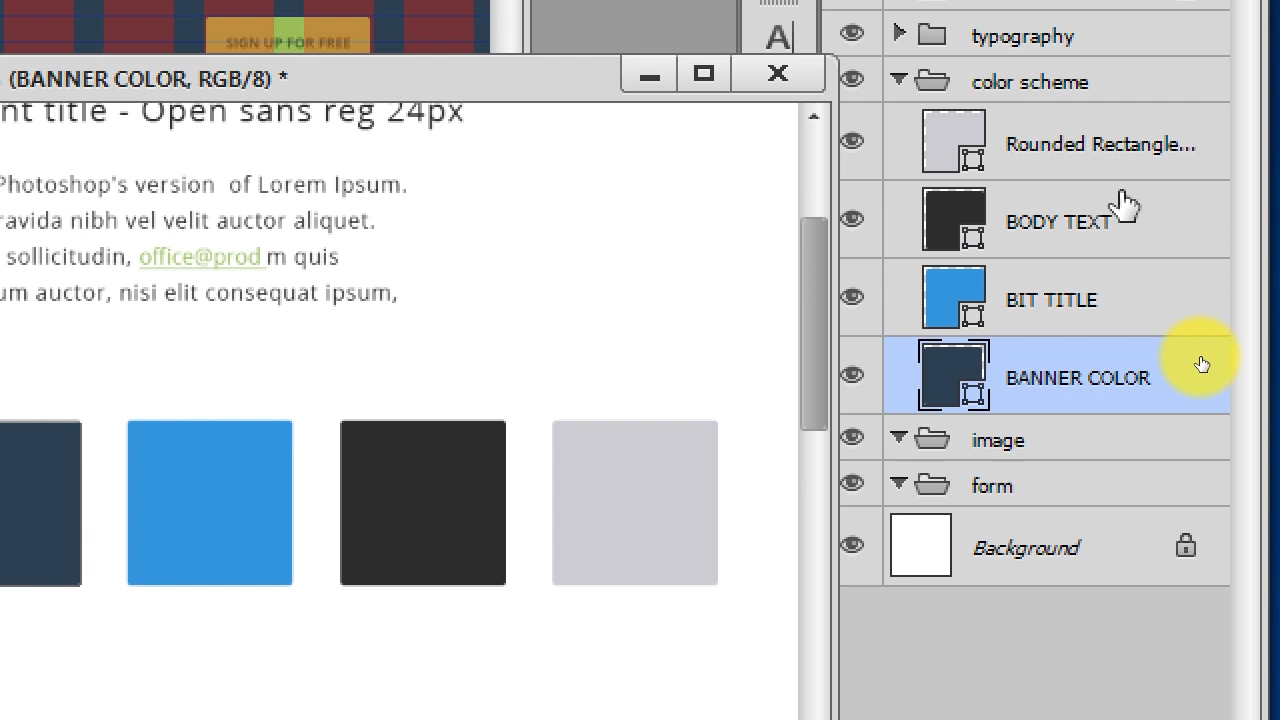 SIGN UP FOR FREE
A
(BANNER COLOR, RGB/8) *
nt title - Open sans reg 24px
Photoshop's version of Lorem Ipsum.
ravida nibh vel velit auctor aliquet.
sollicitudin, office@prod m quis
um auctor, nisi elit consequat ipsum,
typography
color scheme
Rounded Rectangle...
BODY TEXT
BIT TITLE
BANNER COLOR
image
form
Background